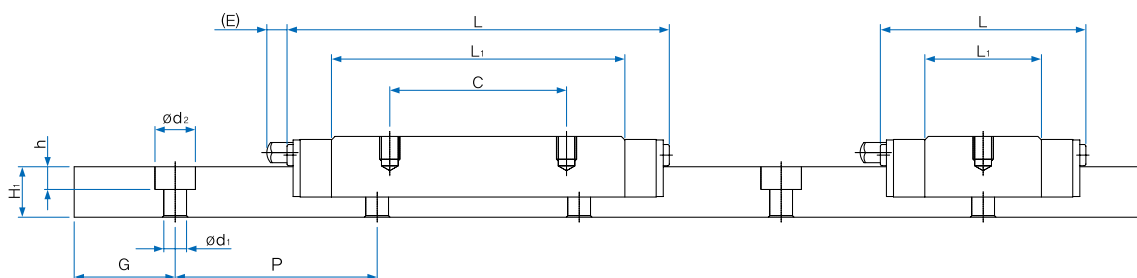 (E) L L
L₁ L₁
C
ød₂
h
H₁
ød₁
G P